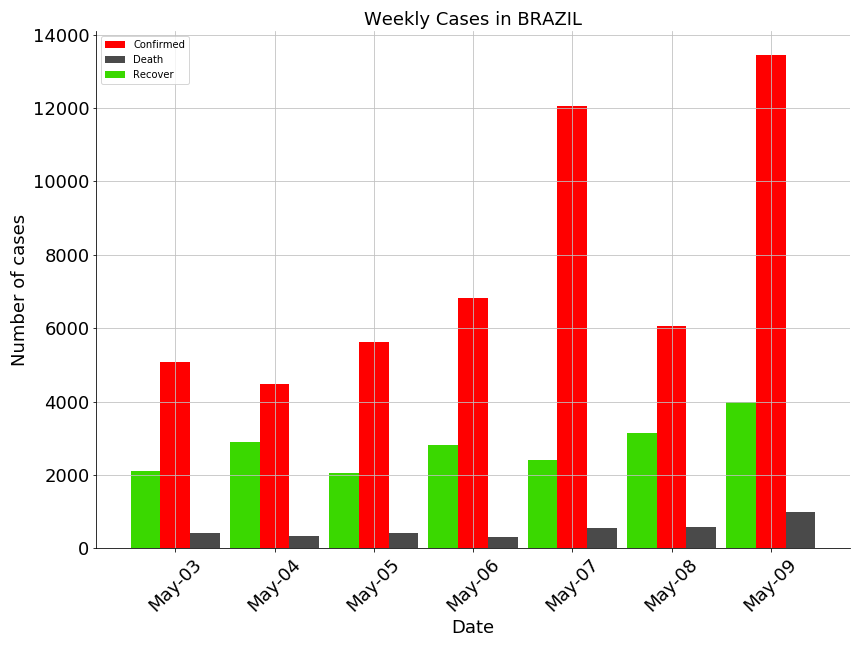 Weekly Cases in BRAZIL
Confirmed
Death
Recover
Number of cases
14000
12000
10000
8000
6000
4000
2000
0
May-03
May-04
May-05
May-06
May-07
May-08
May-09
Date